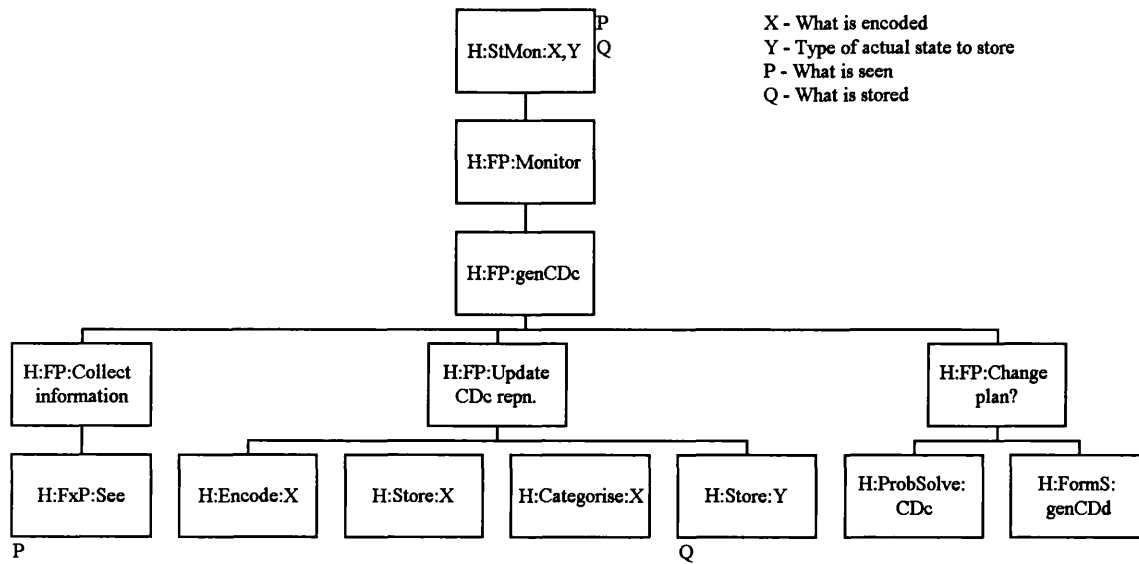 H:StMon:X,Y
P
Q
X - What is encoded
Y - Type of actual state to store
P - What is seen
Q - What is stored
H:FP:Monitor
H:FP:genCDc
H:FP:Collect
information
H:FP:Update
CDc repn.
H:FP:Change
plan?
H:FxP:See
H:Encode:X
H:Store:X
H:Categorise:X
H:Store:Y
H:ProbSolve:
CDc
H:FormS:
genCDd
P
Q